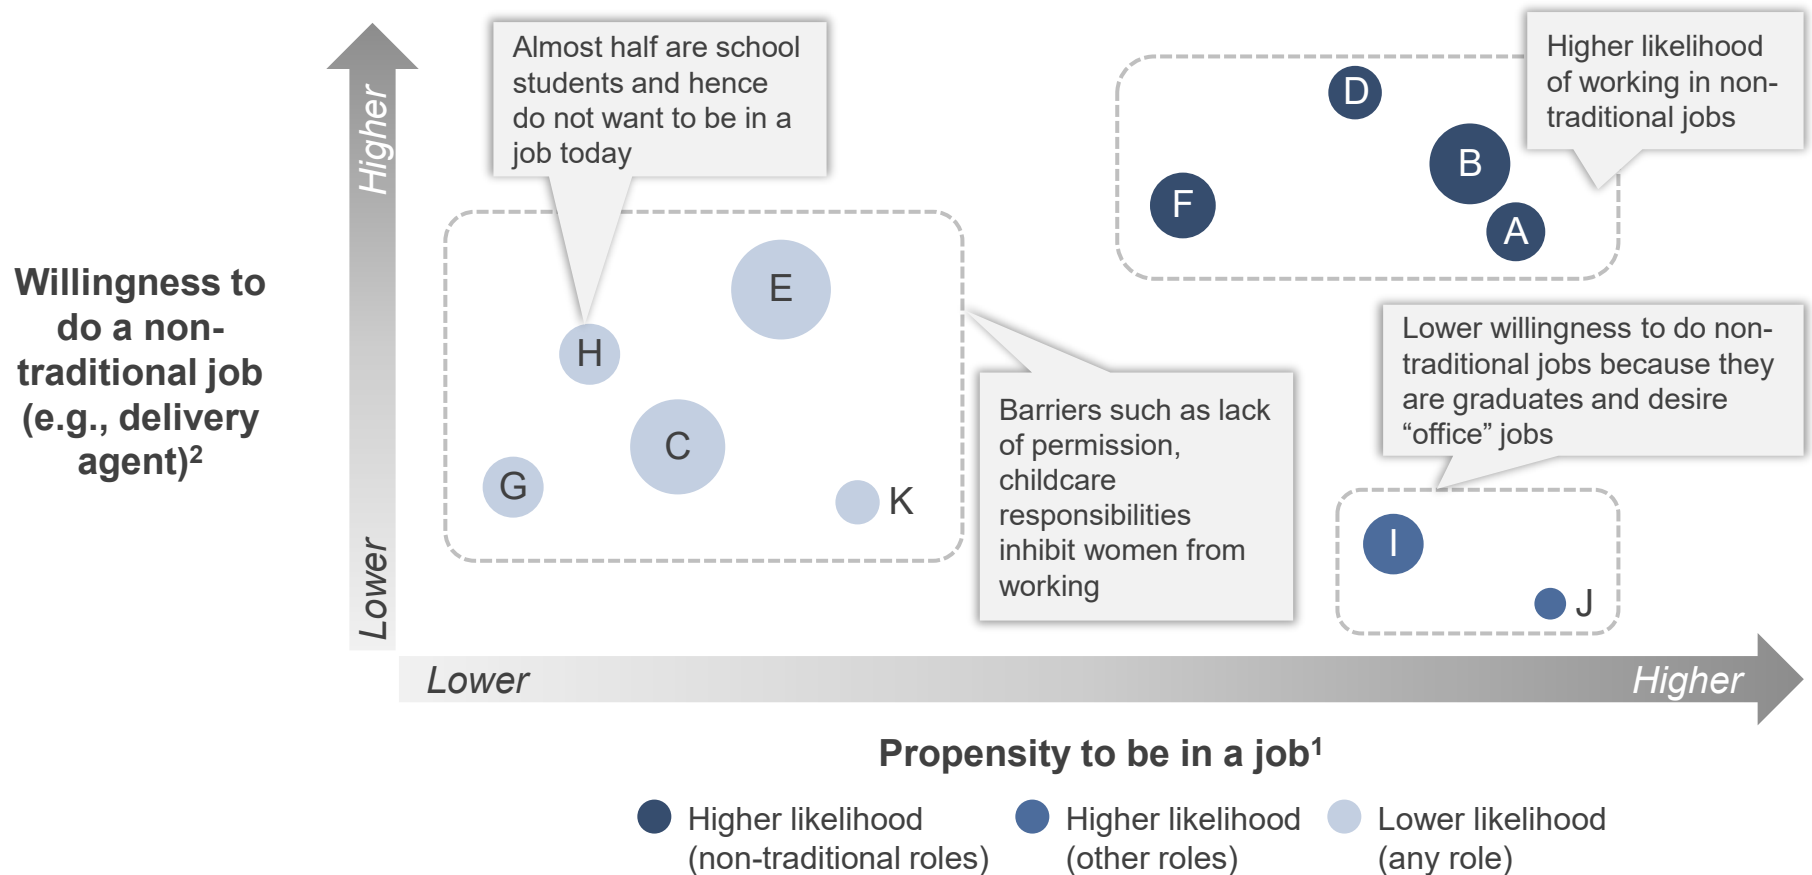 Almost half are school
students and hence
do not want to be in a
job today
Higher likelihood
of working in non-
traditional jobs
D
B
F
A
Higher
Willingness to
do a non-
traditional job
(e.g., delivery
agent)²
E
H
C
G
K
Barriers such as lack
of permission,
childcare
responsibilities
inhibit women from
working
Lower willingness to do non-
traditional jobs because they
are graduates and desire
“office” jobs
I
J
Lower
Lower
Higher
Propensity to be in a job¹
Higher likelihood
(non-traditional roles)
Higher likelihood
(other roles)
Lower likelihood
(any role)